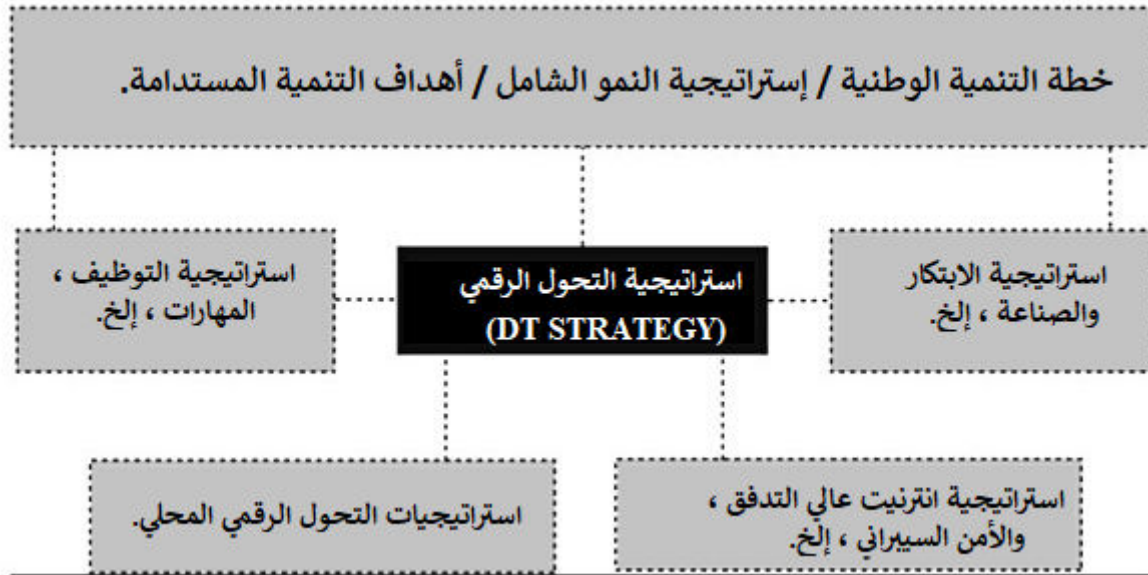 خطة التنمية الوطنية / إستراتيجية النمو الشامل / أهداف التنمية المستدامة.
استراتيجية الابتكار
والصناعة ، إلخ.
استراتيجية التحول الرقمي
(DT STRATEGY)
استراتيجية التوظيف ،
المهارات ، إلخ.
استراتيجية انترنيت عالي التدفق ،
والأمن السيبراني ، إلخ.
استراتيجيات التحول الرقمي المحلي.